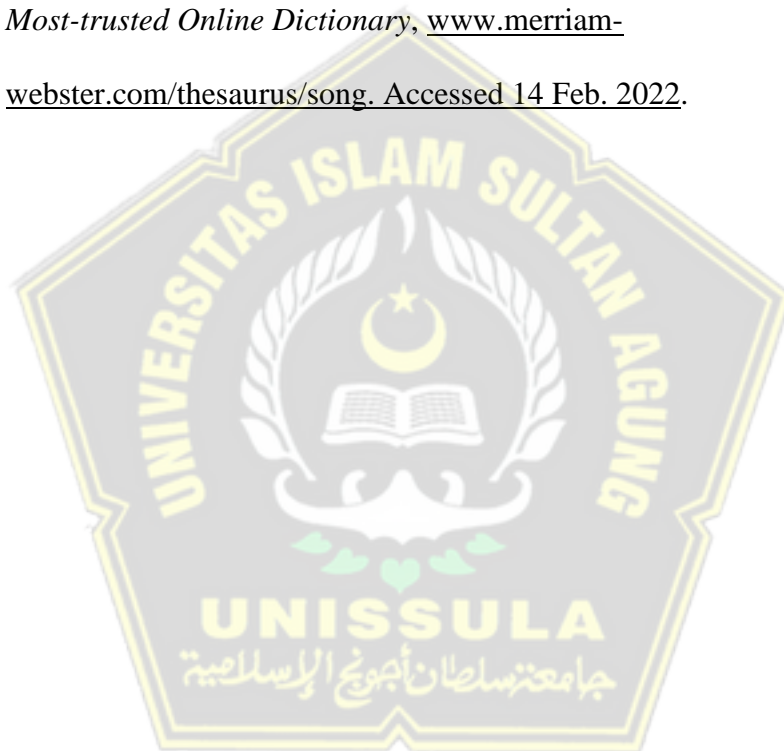 Most-trusted Online Dictionary, www.merriam-
webster.com/thesaurus/song. Accessed 14 Feb. 2022.
UNIVERSITAS ISLAM SULTAN AGUNG
UNISSULA
جامعة سلطان أجونج الإسلامية